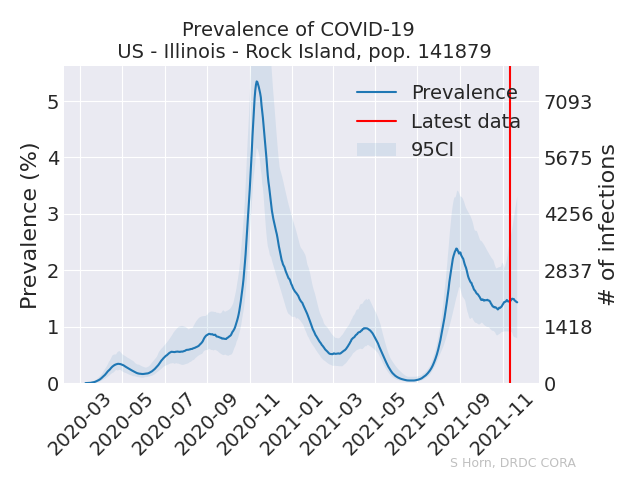 Prevalence of COVID-19
US - Illinois - Rock Island, pop. 141879
Prevalence
Latest data
95CI
Prevalence (%)
5
4
3
2
1
0
7093
5675
4256
2837
1418
0
# of infections
2020-03
2020-05
2020-07
2020-09
2020-11
2021-01
2021-03
2021-05
2021-07
2021-09
2021-11
S Horn, DRDC CORA